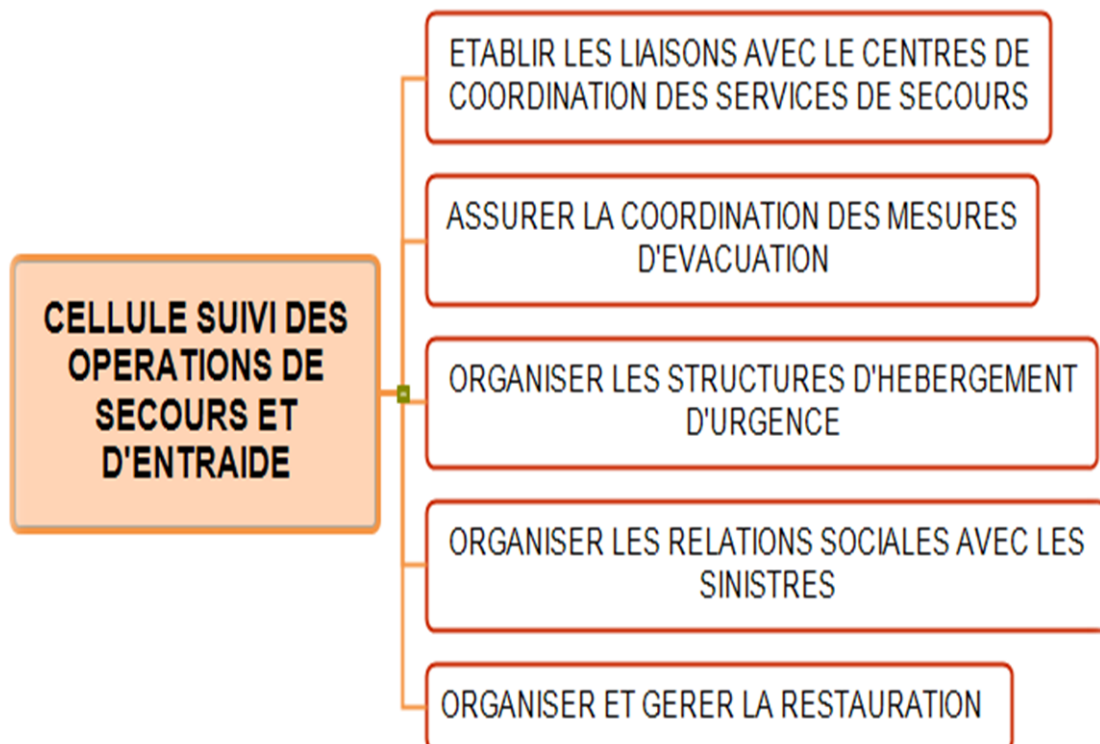 CELLULE SUIVI DES
OPERATIONS DE
SECOURS ET
D'ENTRAIDE
ETABLIR LES LIAISONS AVEC LE CENTRES DE
COORDINATION DES SERVICES DE SECOURS
ASSURER LA COORDINATION DES MESURES
D'EVACUATION
ORGANISER LES STRUCTURES D'HEBERGEMENT
D'URGENCE
ORGANISER LES RELATIONS SOCIALES AVEC LES
SINISTRES
ORGANISER ET GERER LA RESTAURATION